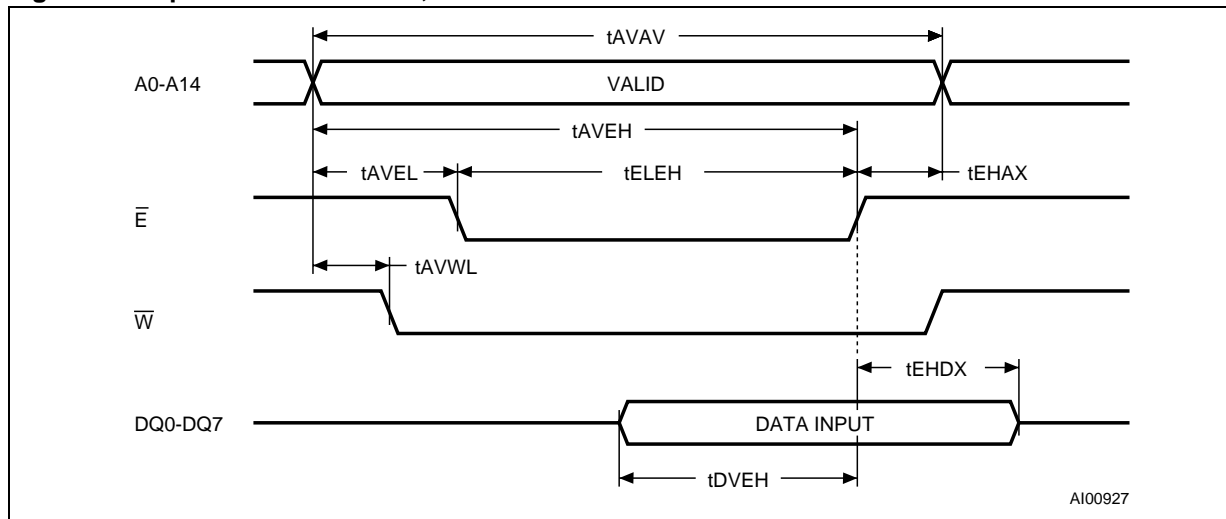 tAVAV
A0-A14
VALID
tAVEH
tAVEL
tELEH
tEHAX
E
tAVWL
W
tEHDX
DQ0-DQ7
DATA INPUT
tDVEH
AI00927